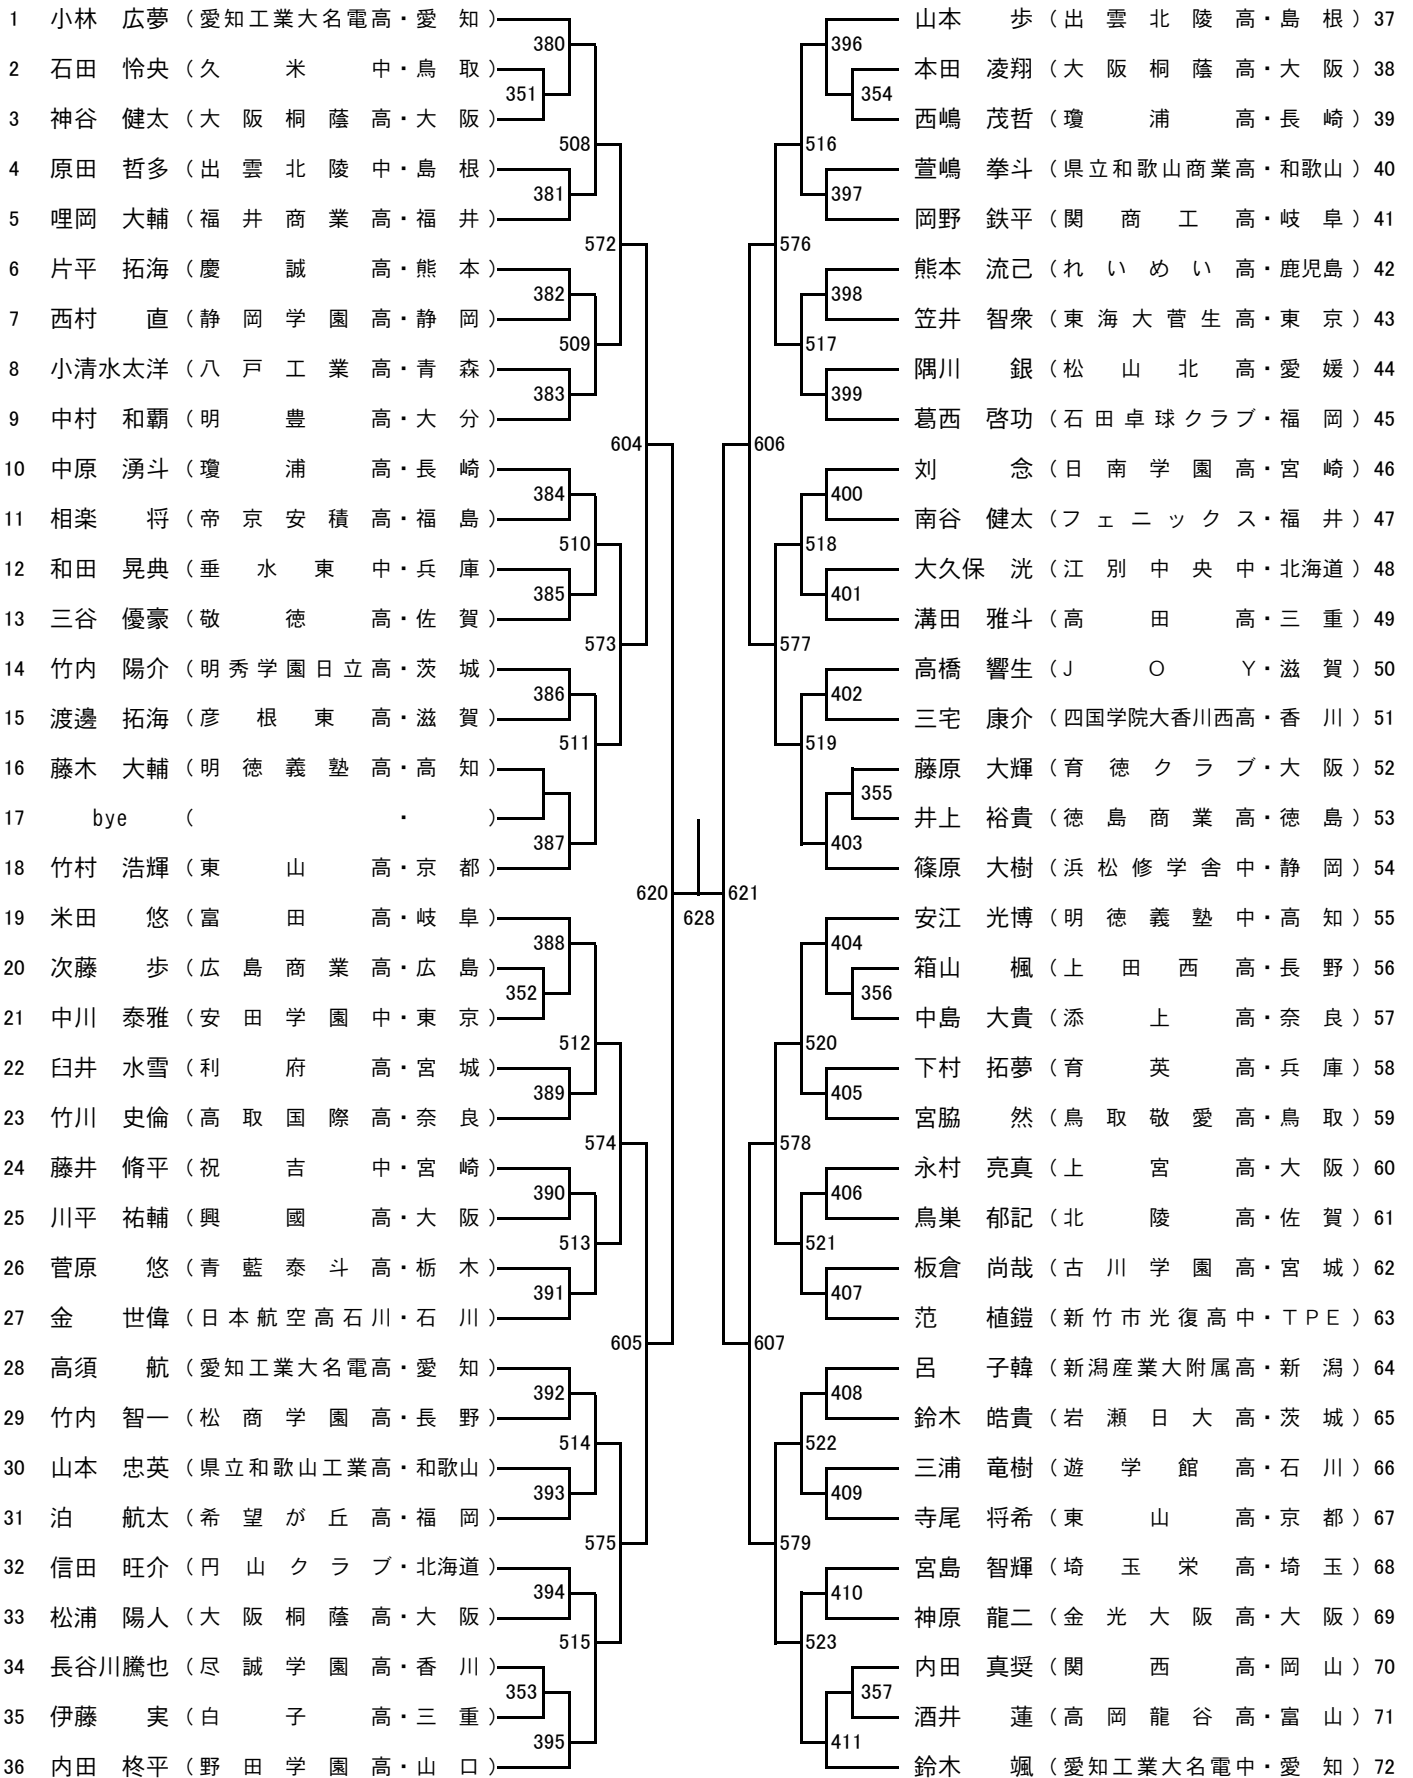 1 小林 広夢 (愛知工業大名電高・愛 知) 山本 歩 (出 雲 北 陵 高・島 根) 37
380 396
2 石田 怜央 (久 米 中・鳥 取) 本田 凌翔 (大 阪 桐 蔭 高・大 阪) 38
351 354
3 神谷 健太 (大 阪 桐 蔭 高・大 阪) 西嶋 茂哲 (瓊 浦 高・長 崎) 39
508 516
4 原田 哲多 (出 雲 北 陵 中・島 根) 萱嶋 拳斗 (県立和歌山商業高・和歌山) 40
381 397
5 哩岡 大輔 (福 井 商 業 高・福 井) 岡野 鉄平 (関 商 工 高・岐 阜) 41
572 576
6 片平 拓海 (慶 誠 高・熊 本) 熊本 流己 (れ い め い 高・鹿児島) 42
382 398
7 西村 直 (静 岡 学 園 高・静 岡) 笠井 智衆 (東 海 大 菅 生 高・東 京) 43
509 517
8 小清水太洋 (八 戸 工 業 高・青 森) 隅川 銀 (松 山 北 高・愛 媛) 44
383 399
9 中村 和覇 (明 豊 高・大 分) 葛西 啓功 (石 田 卓 球 ク ラ ブ・福 岡) 45
604 606
10 中原 湧斗 (瓊 浦 高・長 崎) 刘 念 (日 南 学 園 高・宮 崎) 46
384 400
11 相楽 将 (帝 京 安 積 高・福 島) 南谷 健太 (フ ェ ニ ッ ク ス・福 井) 47
510 518
12 和田 晃典 (垂 水 東 中・兵 庫) 大久保 洸 (江 別 中 央 中・北海道) 48
385 401
13 三谷 優豪 (敬 徳 高・佐 賀) 溝田 雅斗 (高 田 高・三 重) 49
573 577
14 竹内 陽介 (明 秀 学 園 日 立 高・茨 城) 高橋 響生 (J O Y・滋 賀) 50
386 402
15 渡邊 拓海 (彦 根 東 高・滋 賀) 三宅 康介 (四国学院大香川西高・香 川) 51
511 519
16 藤木 大輔 (明 徳 義 塾 高・高 知) 藤原 大輝 (育 徳 ク ラ ブ・大 阪) 52
355
17 bye ( ・ ) 井上 裕貴 (徳 島 商 業 高・徳 島) 53
387 403
18 竹村 浩輝 (東 山 高・京 都) 篠原 大樹 (浜 松 修 学 舎 中・静 岡) 54
620 621
628
19 米田 悠 (富 田 高・岐 阜) 安江 光博 (明 徳 義 塾 中・高 知) 55
388 404
20 次藤 歩 (広 島 商 業 高・広 島) 箱山 楓 (上 田 西 高・長 野) 56
352 356
21 中川 泰雅 (安 田 学 園 中・東 京) 中島 大貴 (添 上 高・奈 良) 57
512 520
22 臼井 水雪 (利 府 高・宮 城) 下村 拓夢 (育 英 高・兵 庫) 58
389 405
23 竹川 史倫 (高 取 国 際 高・奈 良) 宮脇 然 (鳥 取 敬 愛 高・鳥 取) 59
574 578
24 藤井 脩平 (祝 吉 中・宮 崎) 永村 亮真 (上 宮 高・大 阪) 60
390 406
25 川平 祐輔 (興 國 高・大 阪) 鳥巣 郁記 (北 陵 高・佐 賀) 61
513 521
26 菅原 悠 (青 藍 泰 斗 高・栃 木) 板倉 尚哉 (古 川 学 園 高・宮 城) 62
391 407
27 金 世偉 (日 本 航 空 高 石 川・石 川) 范 植鎧 (新 竹 市 光 復 高 中・TPE) 63
605 607
28 高須 航 (愛知工業大名電高・愛 知) 呂 子韓 (新潟産業大附属高・新 潟) 64
392 408
29 竹内 智一 (松 商 学 園 高・長 野) 鈴木 皓貴 (岩 瀬 日 大 高・茨 城) 65
514 522
30 山本 忠英 (県立和歌山工業高・和歌山) 三浦 竜樹 (遊 学 館 高・石 川) 66
393 409
31 泊 航太 (希 望 が 丘 高・福 岡) 寺尾 将希 (東 山 高・京 都) 67
575 579
32 信田 旺介 (円 山 ク ラ ブ・北海道) 宮島 智輝 (埼 玉 栄 高・埼 玉) 68
394 410
33 松浦 陽人 (大 阪 桐 蔭 高・大 阪) 神原 龍二 (金 光 大 阪 高・大 阪) 69
515 523
34 長谷川騰也 (尽 誠 学 園 高・香 川) 内田 真奨 (関 西 高・岡 山) 70
353 357
35 伊藤 実 (白 子 高・三 重) 酒井 蓮 (高 岡 龍 谷 高・富 山) 71
395 411
36 内田 柊平 (野 田 学 園 高・山 口) 鈴木 颯 (愛知工業大名電中・愛 知) 72